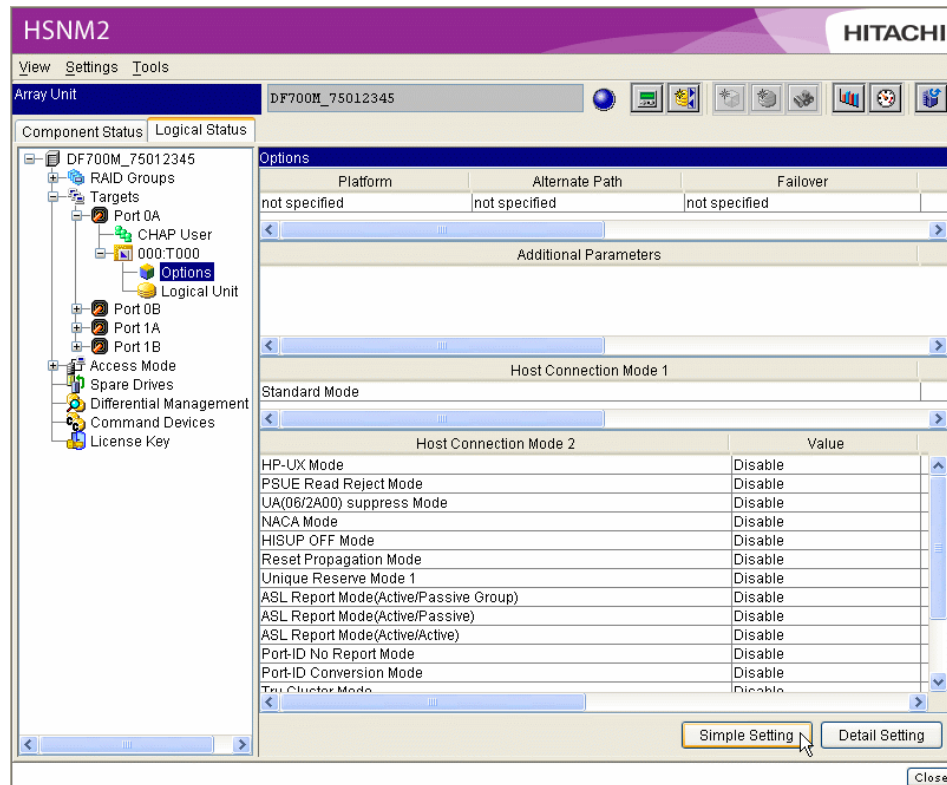 HSNM2
HITACHI
View Settings Tools
Array Unit
DF700M_75012345
Component Status
Logical Status
DF700M_75012345
RAID Groups
Targets
Port 0A
CHAP User
000:T000
Options
Logical Unit
Port 0B
Port 1A
Port 1B
Access Mode
Spare Drives
Differential Management
Command Devices
License Key
Options
Platform Alternate Path Failover
not specified not specified not specified
Additional Parameters
Host Connection Mode 1
Standard Mode
Host Connection Mode 2 Value
HP-UX Mode Disable
PSUE Read Reject Mode Disable
UA(06/2A00) suppress Mode Disable
NACA Mode Disable
HISUP OFF Mode Disable
Reset Propagation Mode Disable
Unique Reserve Mode 1 Disable
ASL Report Mode(Active/Passive Group) Disable
ASL Report Mode(Active/Passive) Disable
ASL Report Mode(Active/Active) Disable
Port-ID No Report Mode Disable
Port-ID Conversion Mode Disable
Tru Cluster Mode Disable
Simple Setting
Detail Setting
Close